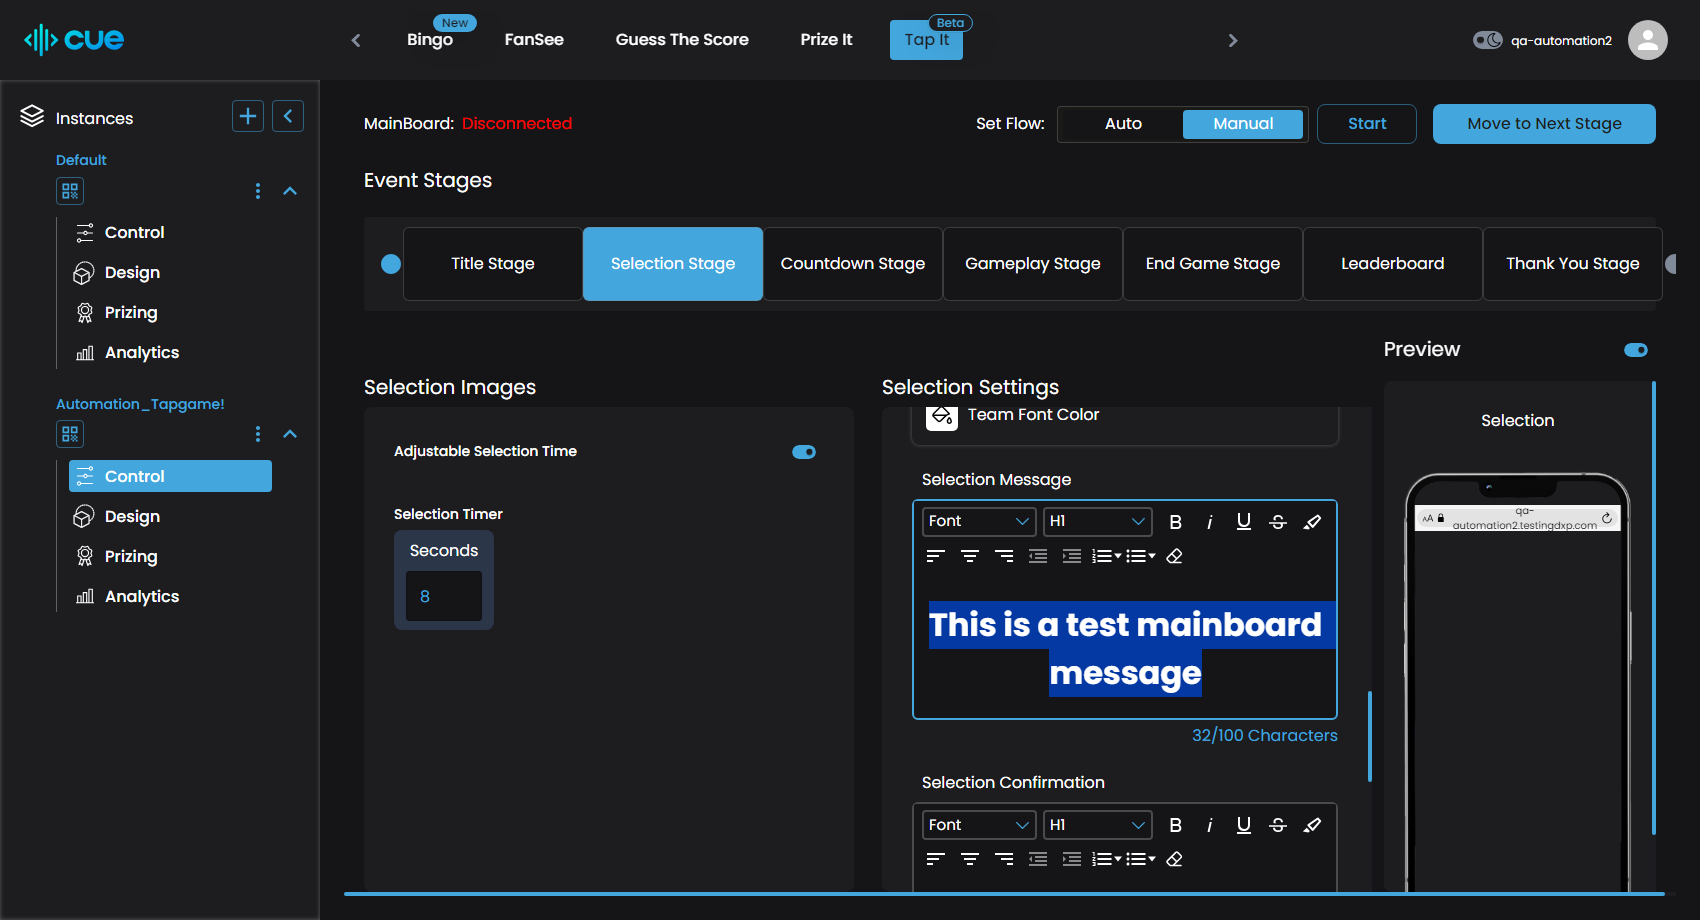 cue
Bingo
New
FanSee
Guess The Score
Prize It
Tap It
Beta
qa-automation2
Instances
Default
Control
Design
Prizing
Analytics
Automation_Tapgame!
Control
Design
Prizing
Analytics
MainBoard: Disconnected
Set Flow:
Auto
Manual
Start
Move to Next Stage
Event Stages
Title Stage
Selection Stage
Countdown Stage
Gameplay Stage
End Game Stage
Leaderboard
Thank You Stage
Selection Images
Adjustable Selection Time
Selection Timer
Seconds
8
Selection Settings
Team Font Color
Selection Message
Font
H1
B i U S
This is a test mainboard
message
32/100 Characters
Selection Confirmation
Font
H1
B i U S
Preview
Selection
AA
qa-
automation2.testingdxp.com